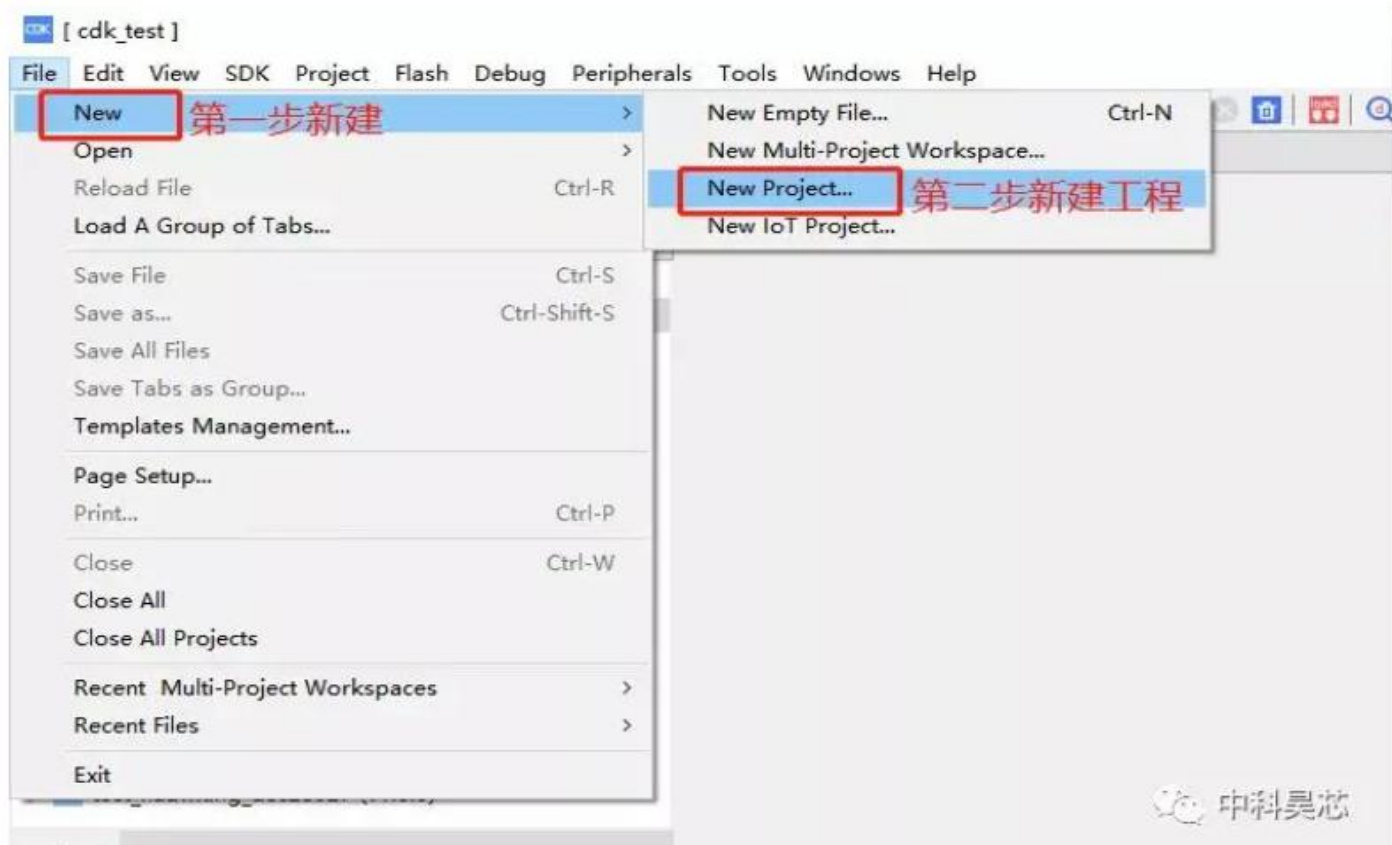 CDK [ cdk_test ]
File Edit View SDK Project Flash Debug Peripherals Tools Windows Help
New 第一步新建 >
Open >
Reload File Ctrl-R
Load A Group of Tabs...
Save File Ctrl-S
Save as... Ctrl-Shift-S
Save All Files
Save Tabs as Group...
Templates Management...
Page Setup...
Print... Ctrl-P
Close Ctrl-W
Close All
Close All Projects
Recent Multi-Project Workspaces >
Recent Files >
Exit
New Empty File... Ctrl-N
New Multi-Project Workspace...
New Project... 第二步新建工程
New IoT Project...
中科昊芯